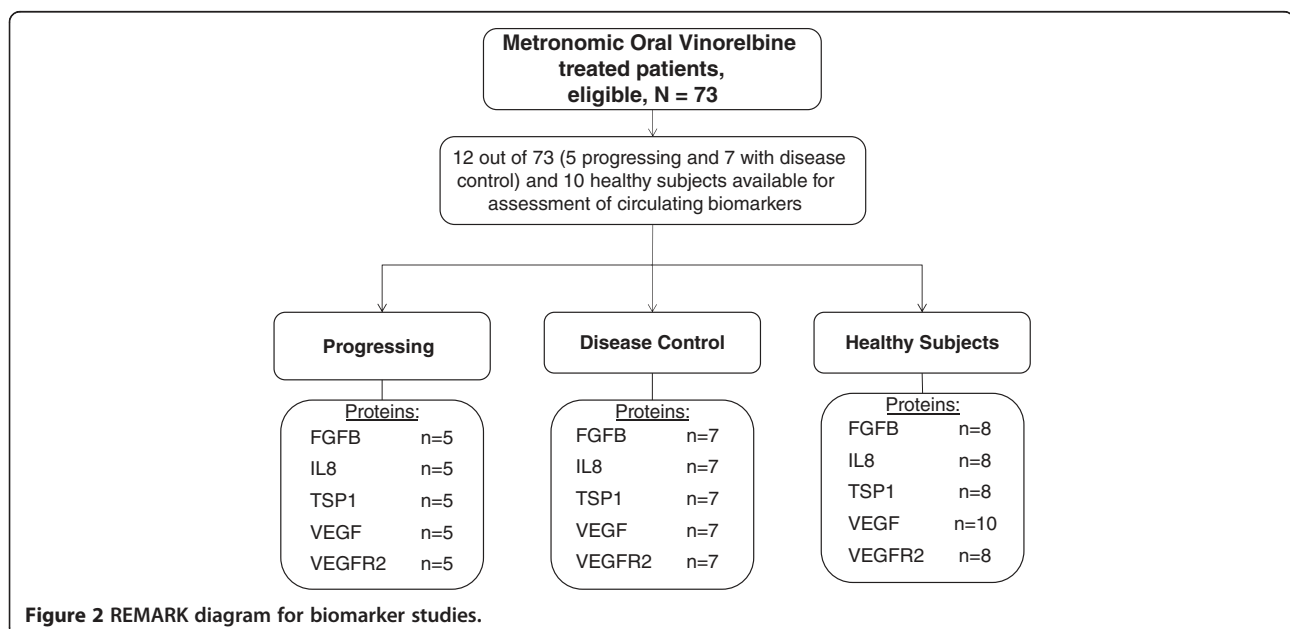 Metronomic Oral Vinorelbine
treated patients,
eligible, N = 73
12 out of 73 (5 progressing and 7 with disease
control) and 10 healthy subjects available for
assessment of circulating biomarkers
Progressing
Disease Control
Healthy Subjects
Proteins:
FGFB n=5
IL8 n=5
TSP1 n=5
VEGF n=5
VEGFR2 n=5
Proteins:
FGFB n=7
IL8 n=7
TSP1 n=7
VEGF n=7
VEGFR2 n=7
Proteins:
FGFB n=8
IL8 n=8
TSP1 n=8
VEGF n=10
VEGFR2 n=8
Figure 2 REMARK diagram for biomarker studies.